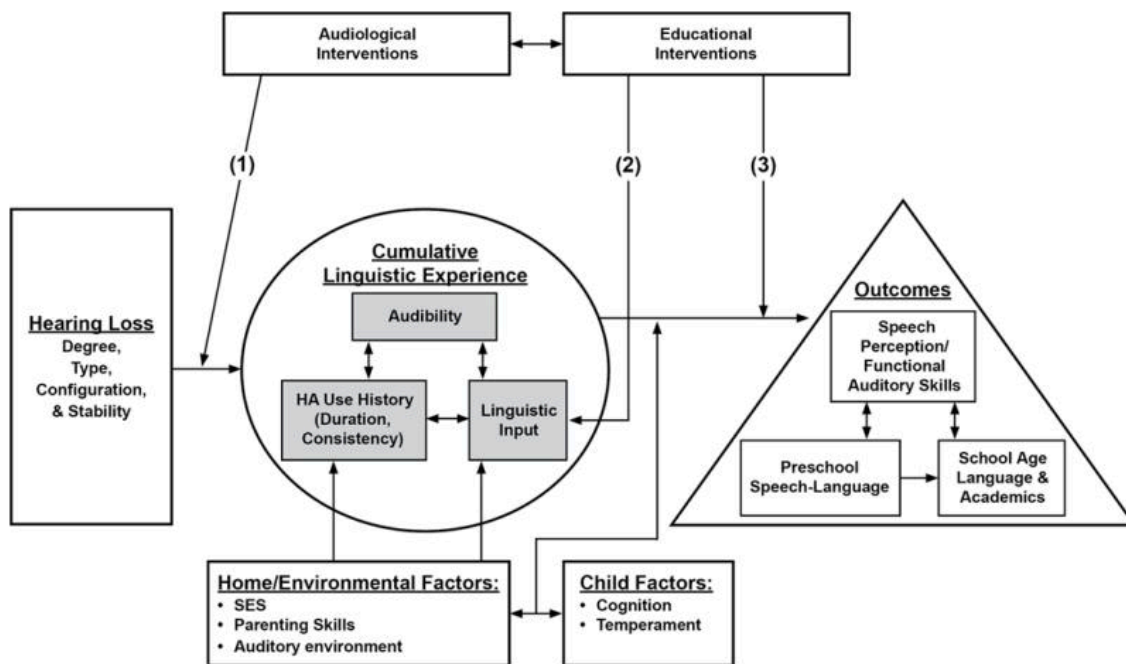 Audiological
Interventions
Educational
Interventions
(1)
(2)
(3)
Hearing Loss
Degree,
Type,
Configuration,
& Stability
Cumulative
Linguistic Experience
Audibility
HA Use History
(Duration,
Consistency)
Linguistic
Input
Outcomes
Speech
Perception/
Functional
Auditory Skills
Preschool
Speech-Language
School Age
Language &
Academics
Home/Environmental Factors:
• SES
• Parenting Skills
• Auditory environment
Child Factors:
• Cognition
• Temperament